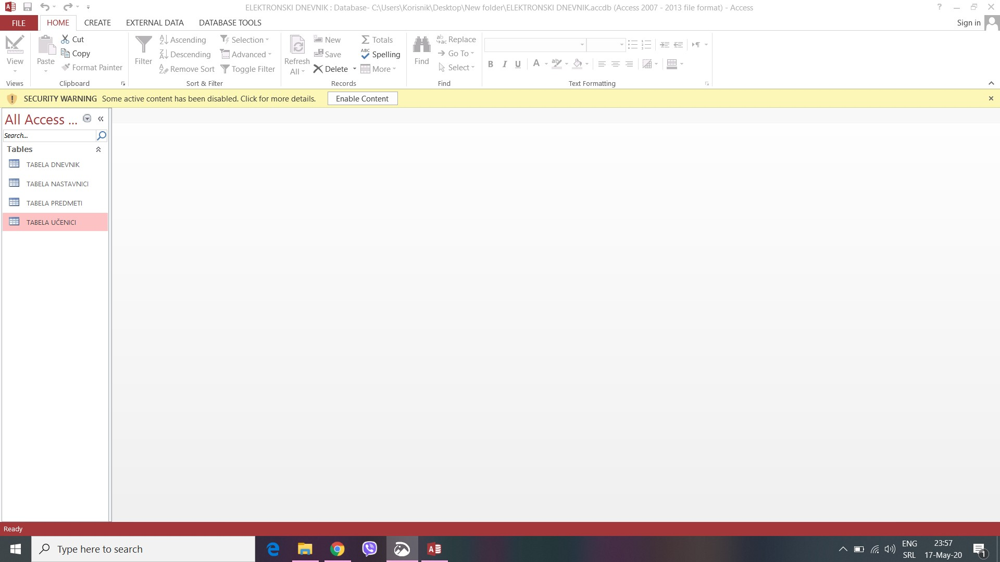 ELEKTRONSKI DNEVNIK : Database- C:\Users\Korisnik\Desktop\New folder\ELEKTRONSKI DNEVNIK.accdb (Access 2007 - 2013 file format) - Access
FILE HOME CREATE EXTERNAL DATA DATABASE TOOLS Sign in
Cut Ascending Selection New Totals Replace
Copy Descending Advanced Save Spelling Go To
View Paste Format Painter Filter Remove Sort Toggle Filter Refresh All Delete More Find Select
B I U A
Views Clipboard Sort & Filter Records Find Text Formatting
SECURITY WARNING Some active content has been disabled. Click for more details. Enable Content
All Access ...
Search...
Tables
TABELA DNEVNIK
TABELA NASTAVNICI
TABELA PREDMETI
TABELA UČENICI
Ready
Type here to search
ENG 23:57
SRL 17-May-20 1